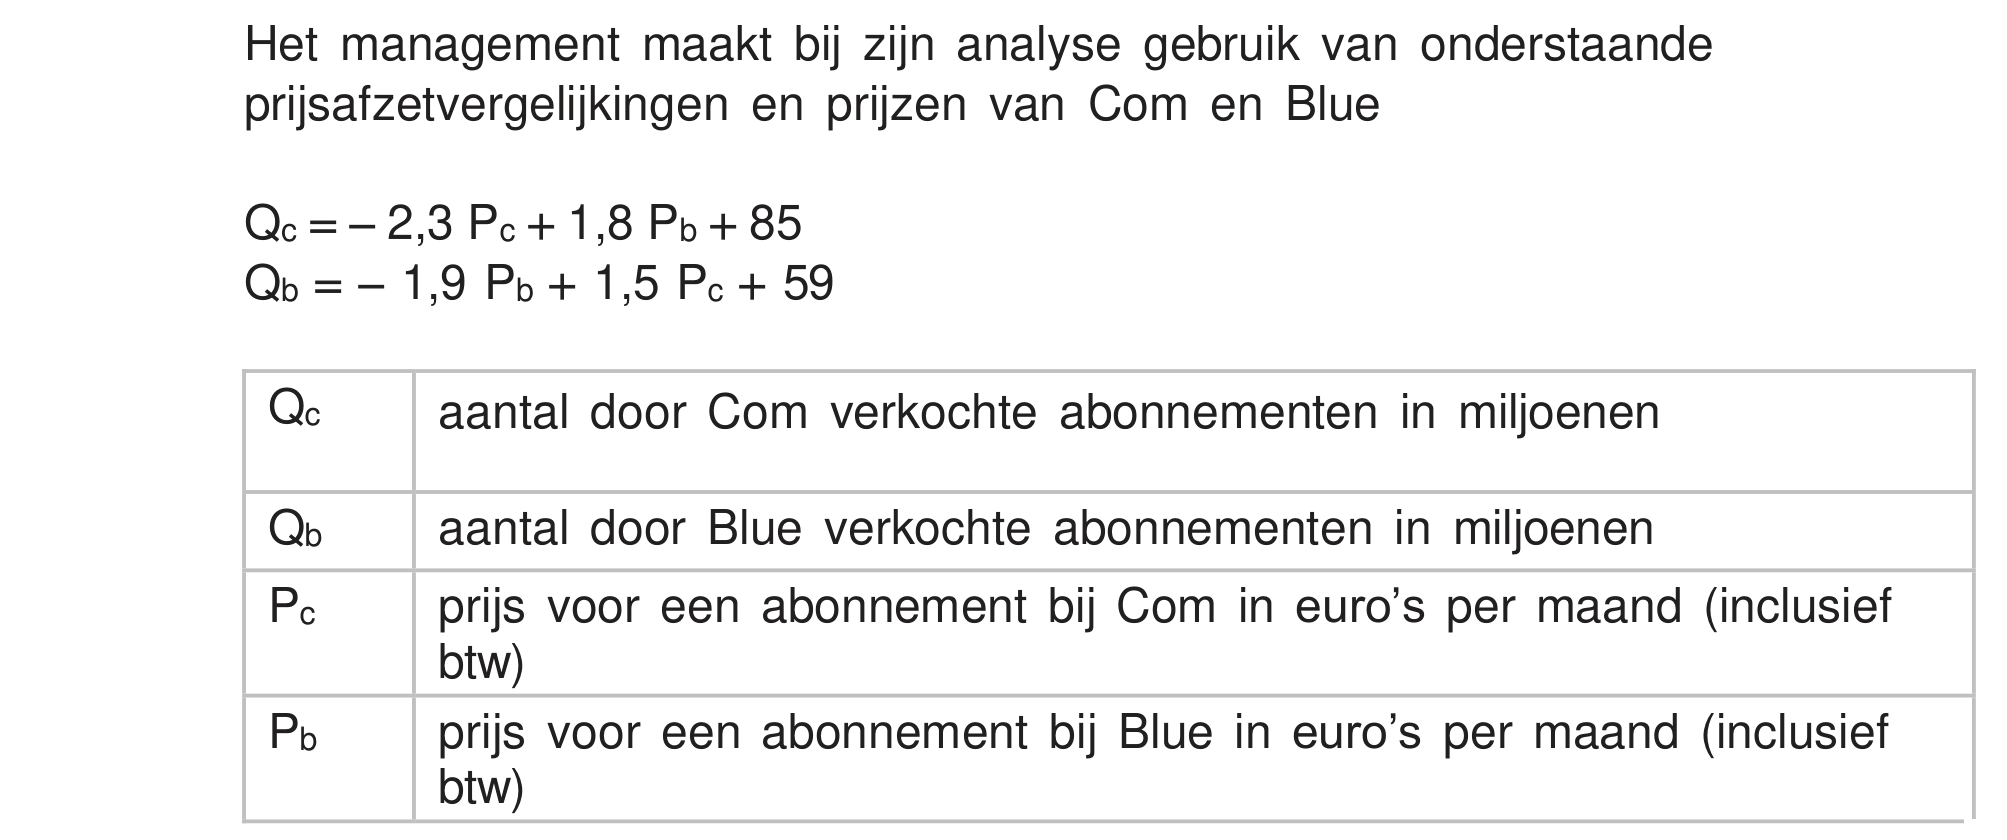 Het management maakt bij zijn analyse gebruik van onderstaande
prijsafzetvergelijkingen en prijzen van Com en Blue
Qc = – 2,3 Pc + 1,8 Pb + 85
Qb = – 1,9 Pb + 1,5 Pc + 59
Qc aantal door Com verkochte abonnementen in miljoenen
Qb aantal door Blue verkochte abonnementen in miljoenen
Pc prijs voor een abonnement bij Com in euro’s per maand (inclusief
btw)
Pb prijs voor een abonnement bij Blue in euro’s per maand (inclusief
btw)